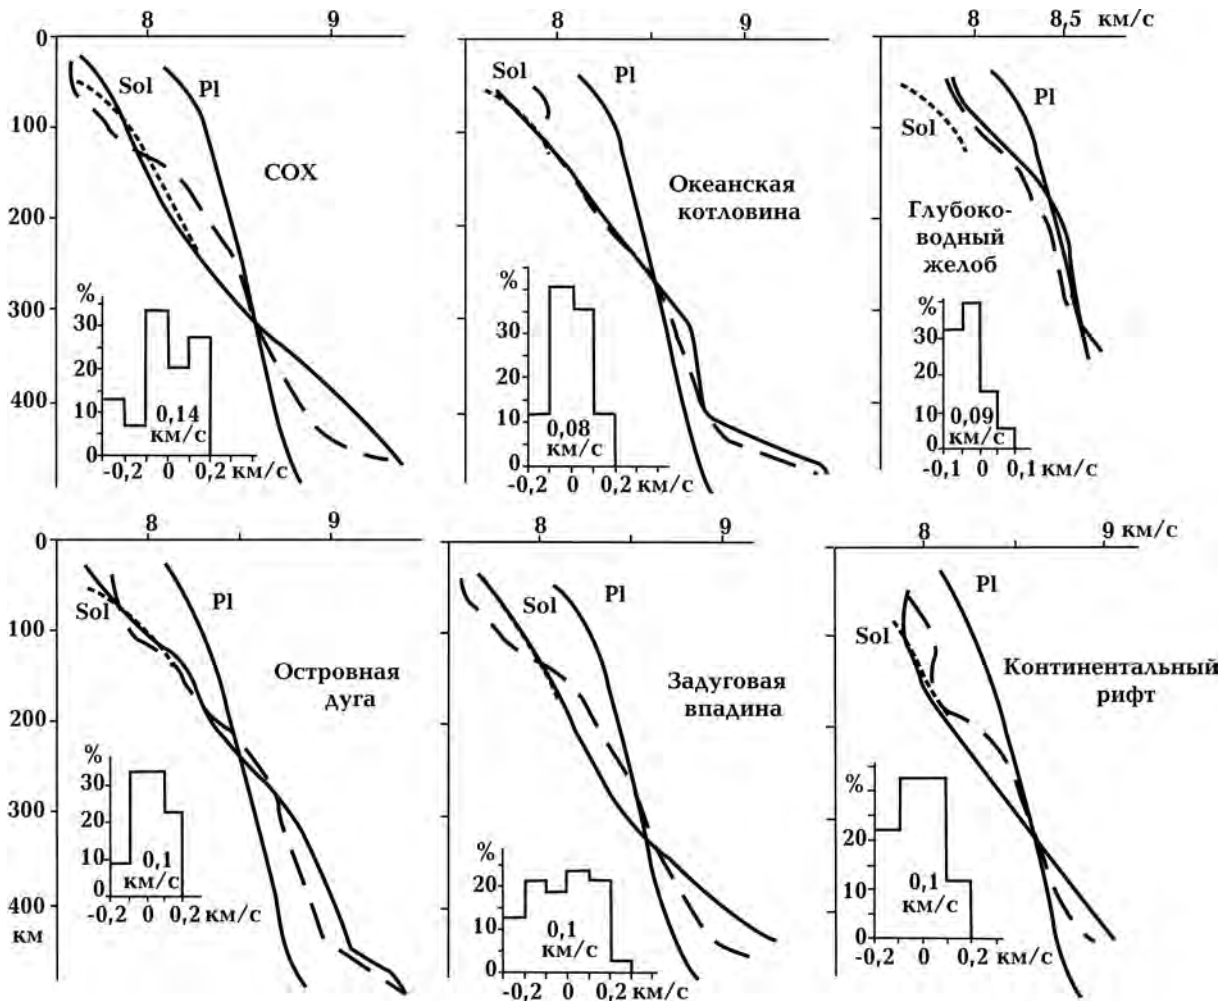 8 9
8 9
8 8,5 км/с
0
100
200
300
400
Sol
Pl
СОХ
%
30
20
10
0
0,14
км/с
-0,2 0 0,2 км/с
Sol
Pl
Океанская
котловина
%
30
20
10
0
0,08
км/с
-0,2 0 0,2 км/с
Pl
Sol
Глубоко-
водный
желоб
%
30
20
10
0
0,09
км/с
-0,1 0 0,1 км/с
8 9
8 9
8 9 км/с
0
100
200
300
400
км
Sol
Pl
Островная
дуга
%
30
20
10
0
0,1
км/с
-0,2 0 0,2 км/с
Sol
Pl
Задуговая
впадина
%
20
10
0
0,1
км/с
-0,2 0 0,2 км/с
Pl
Sol
Континентальный
рифт
%
20
10
0
0,1
км/с
-0,2 0,2 км/с